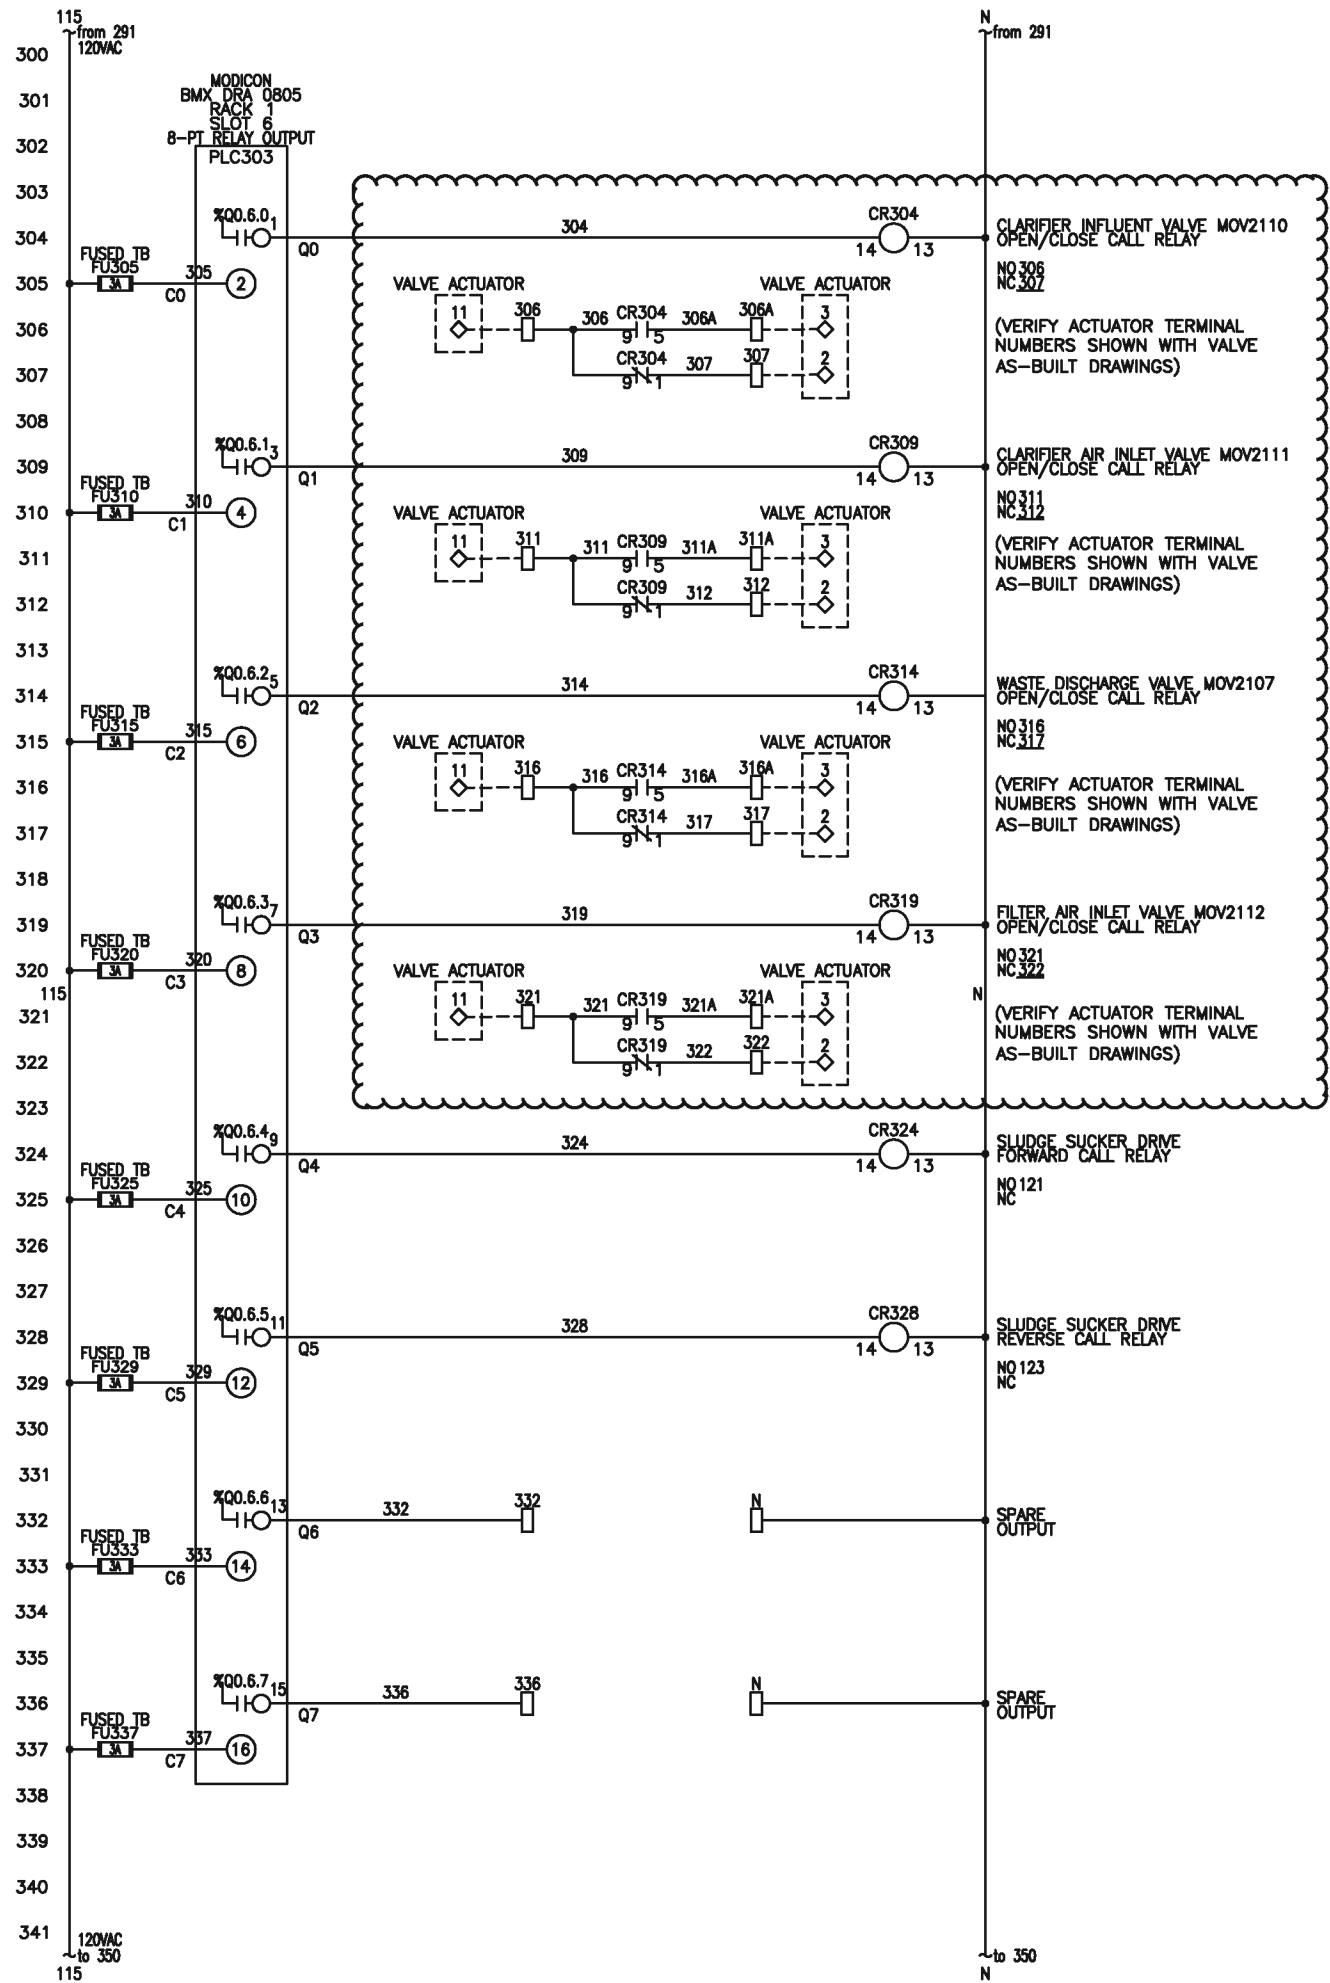 115
from 291
120VAC
N
from 291
300
301
302
303
304
305
306
307
308
309
310
311
312
313
314
315
316
317
318
319
320
321
322
323
324
325
326
327
328
329
330
331
332
333
334
335
336
337
338
339
340
341
MODICON
BMX DRA 0805
RACK 1
SLOT 6
8-PT RELAY OUTPUT
PLC303
%Q0.6.0 1
Q0
304
CR304
14 13
CLARIFIER INFLUENT VALVE MOV2110
OPEN/CLOSE CALL RELAY
NO 306
NC 307
FUSED TB
FU305
3A
305
C0
2
VALVE ACTUATOR
VALVE ACTUATOR
11
306
306
CR304
9 5
306A
306A
3
CR304
9 1
307
307
2
(VERIFY ACTUATOR TERMINAL
NUMBERS SHOWN WITH VALVE
AS-BUILT DRAWINGS)
%Q0.6.1 3
Q1
309
CR309
14 13
CLARIFIER AIR INLET VALVE MOV2111
OPEN/CLOSE CALL RELAY
NO 311
NC 312
FUSED TB
FU310
3A
310
C1
4
VALVE ACTUATOR
VALVE ACTUATOR
11
311
311
CR309
9 5
311A
311A
3
CR309
9 1
312
312
2
(VERIFY ACTUATOR TERMINAL
NUMBERS SHOWN WITH VALVE
AS-BUILT DRAWINGS)
%Q0.6.2 5
Q2
314
CR314
14 13
WASTE DISCHARGE VALVE MOV2107
OPEN/CLOSE CALL RELAY
NO 316
NC 317
FUSED TB
FU315
3A
315
C2
6
VALVE ACTUATOR
VALVE ACTUATOR
11
316
316
CR314
9 5
316A
316A
3
CR314
9 1
317
317
2
(VERIFY ACTUATOR TERMINAL
NUMBERS SHOWN WITH VALVE
AS-BUILT DRAWINGS)
%Q0.6.3 7
Q3
319
CR319
14 13
FILTER AIR INLET VALVE MOV2112
OPEN/CLOSE CALL RELAY
NO 321
NC 322
FUSED TB
FU320
3A
320
C3
8
115
N
VALVE ACTUATOR
VALVE ACTUATOR
11
321
321
CR319
9 5
321A
321A
3
CR319
9 1
322
322
2
(VERIFY ACTUATOR TERMINAL
NUMBERS SHOWN WITH VALVE
AS-BUILT DRAWINGS)
%Q0.6.4 9
Q4
324
CR324
14 13
SLUDGE SUCKER DRIVE
FORWARD CALL RELAY
NO 121
NC
FUSED TB
FU325
3A
325
C4
10
%Q0.6.5 11
Q5
328
CR328
14 13
SLUDGE SUCKER DRIVE
REVERSE CALL RELAY
NO 123
NC
FUSED TB
FU329
3A
329
C5
12
%Q0.6.6 13
Q6
332
332
N
SPARE
OUTPUT
FUSED TB
FU333
3A
333
C6
14
%Q0.6.7 15
Q7
336
336
N
SPARE
OUTPUT
FUSED TB
FU337
3A
337
C7
16
120VAC
to 350
115
to 350
N